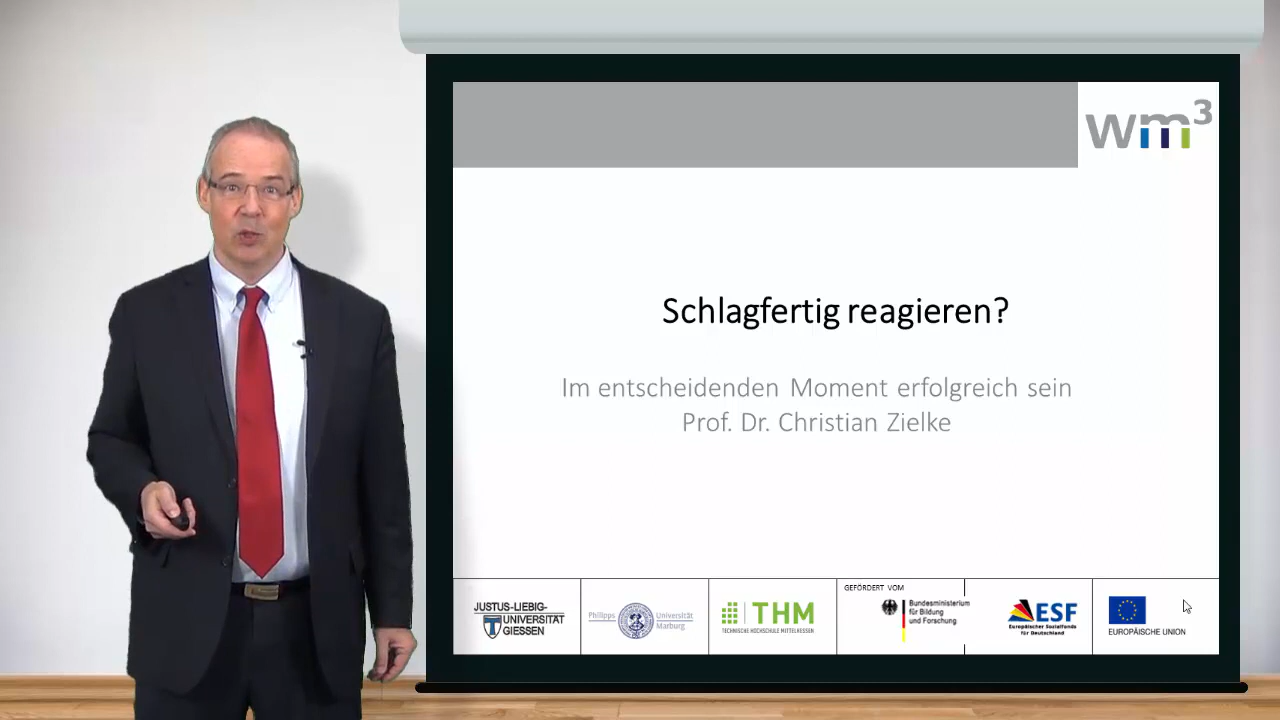 wm³
Schlagfertig reagieren?
Im entscheidenden Moment erfolgreich sein
Prof. Dr. Christian Zielke
JUSTUS-LIEBIG-
UNIVERSITÄT
GIESSEN
Philipps
Universität
Marburg
THM
TECHNISCHE HOCHSCHULE MITTELHESSEN
GEFÖRDERT VOM
Bundesministerium
für Bildung
und Forschung
ESF
Europäischer Sozialfonds
für Deutschland
EUROPÄISCHE UNION